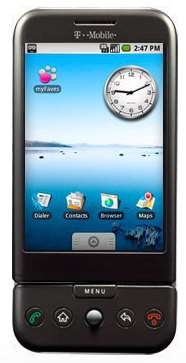 T··Mobile·
2:47 PM
myFaves
Dialer
Contacts
Browser
Maps
MENU